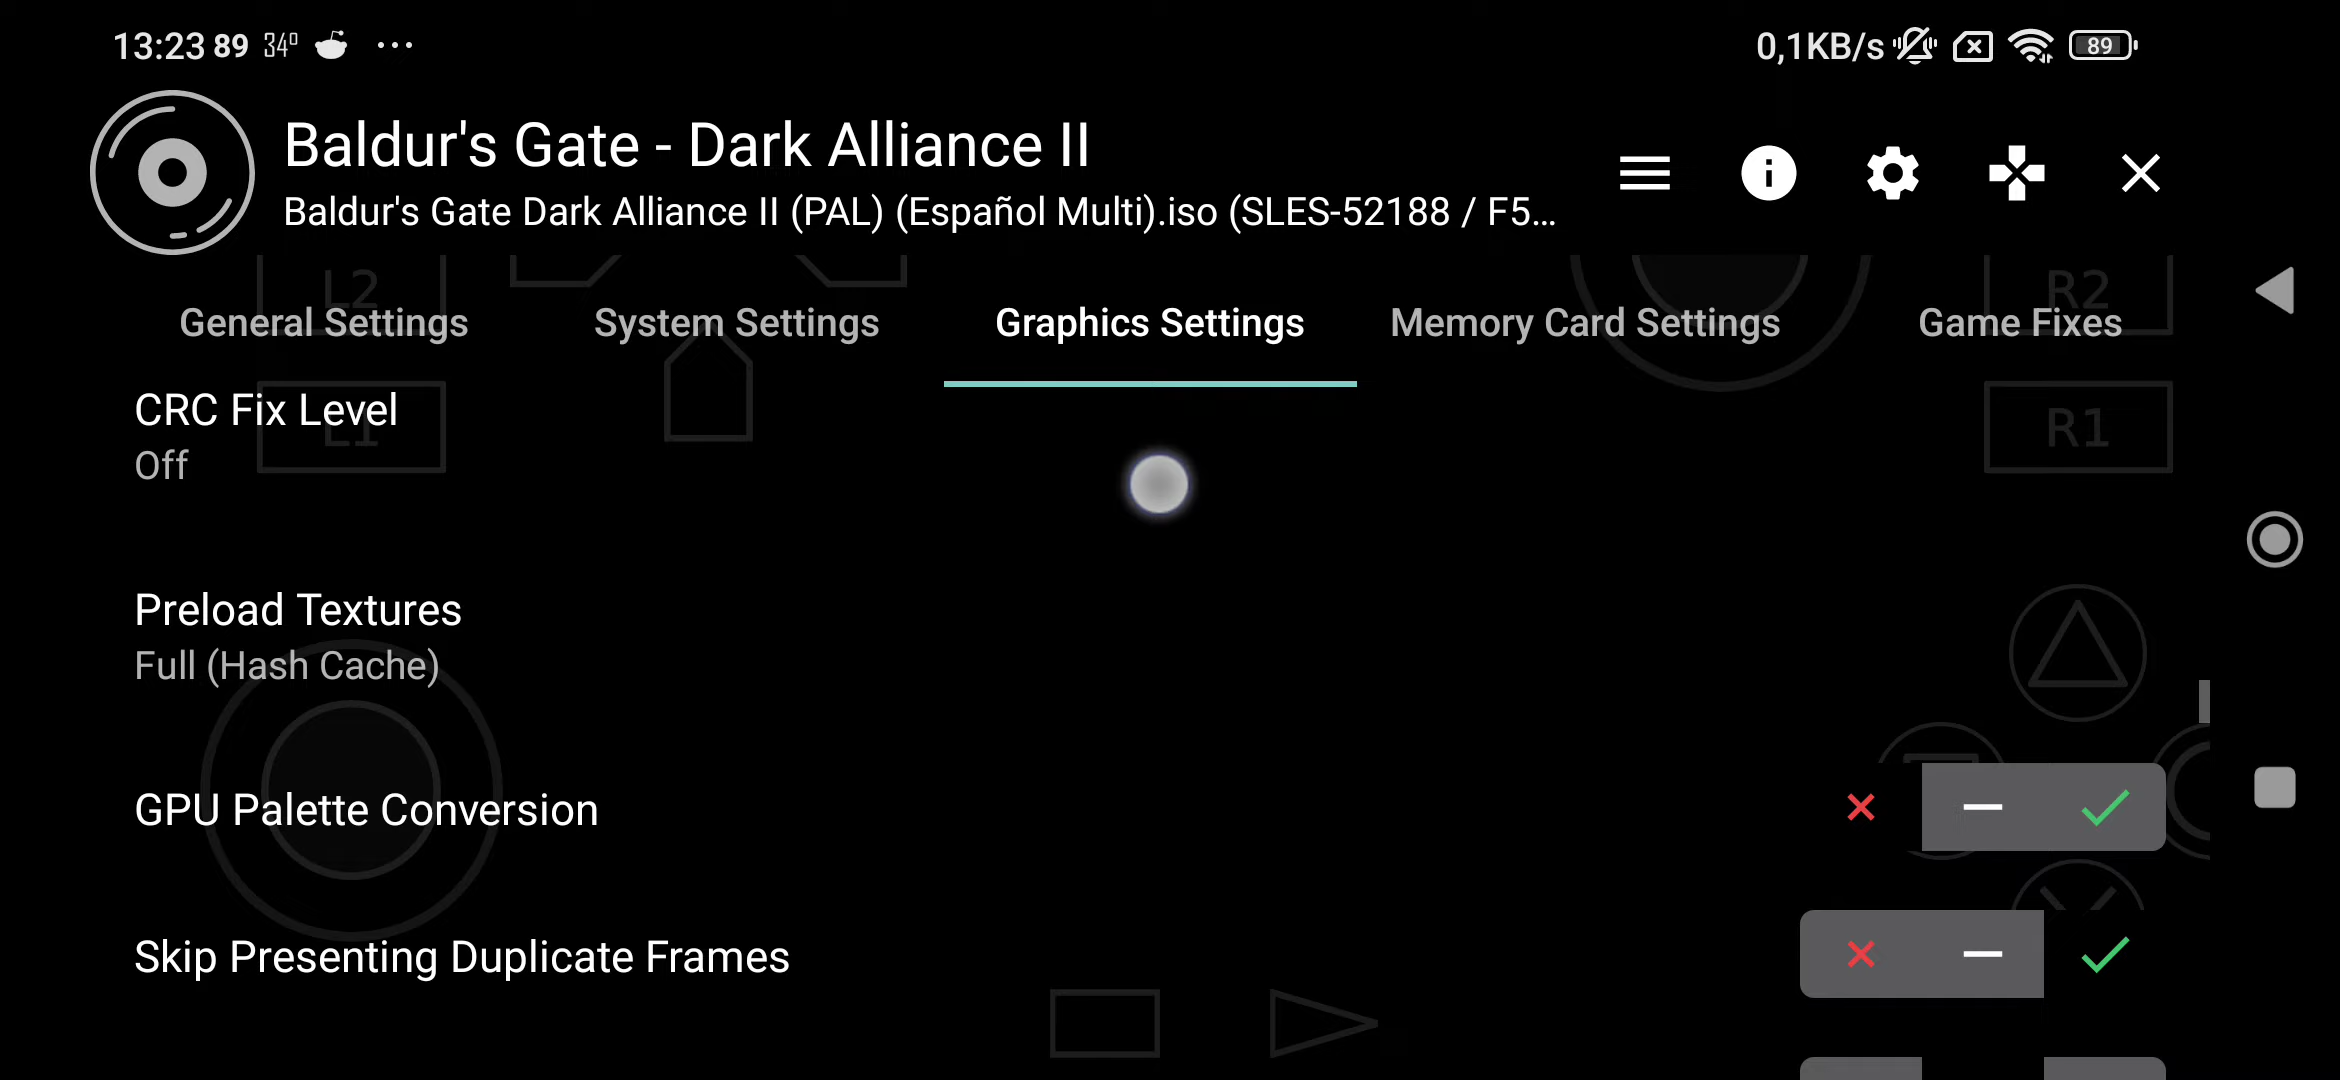 13:23 89 34º ...
0,1KB/s 89
Baldur's Gate - Dark Alliance II
Baldur's Gate Dark Alliance II (PAL) (Español Multi).iso (SLES-52188 / F5...
L2
R2
General Settings
System Settings
Graphics Settings
Memory Card Settings
Game Fixes
CRC Fix Level
L1
R1
Off
Preload Textures
Full (Hash Cache)
GPU Palette Conversion
Skip Presenting Duplicate Frames